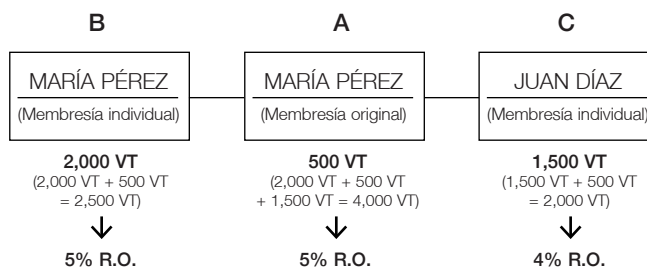 B
A
C
MARÍA PÉREZ
(Membresía individual)
MARÍA PÉREZ
(Membresía original)
JUAN DÍAZ
(Membresía individual)
2,000 VT
(2,000 VT + 500 VT
= 2,500 VT)
500 VT
(2,000 VT + 500 VT
+ 1,500 VT = 4,000 VT)
1,500 VT
(1,500 VT + 500 VT
= 2,000 VT)
5% R.O.
5% R.O.
4% R.O.